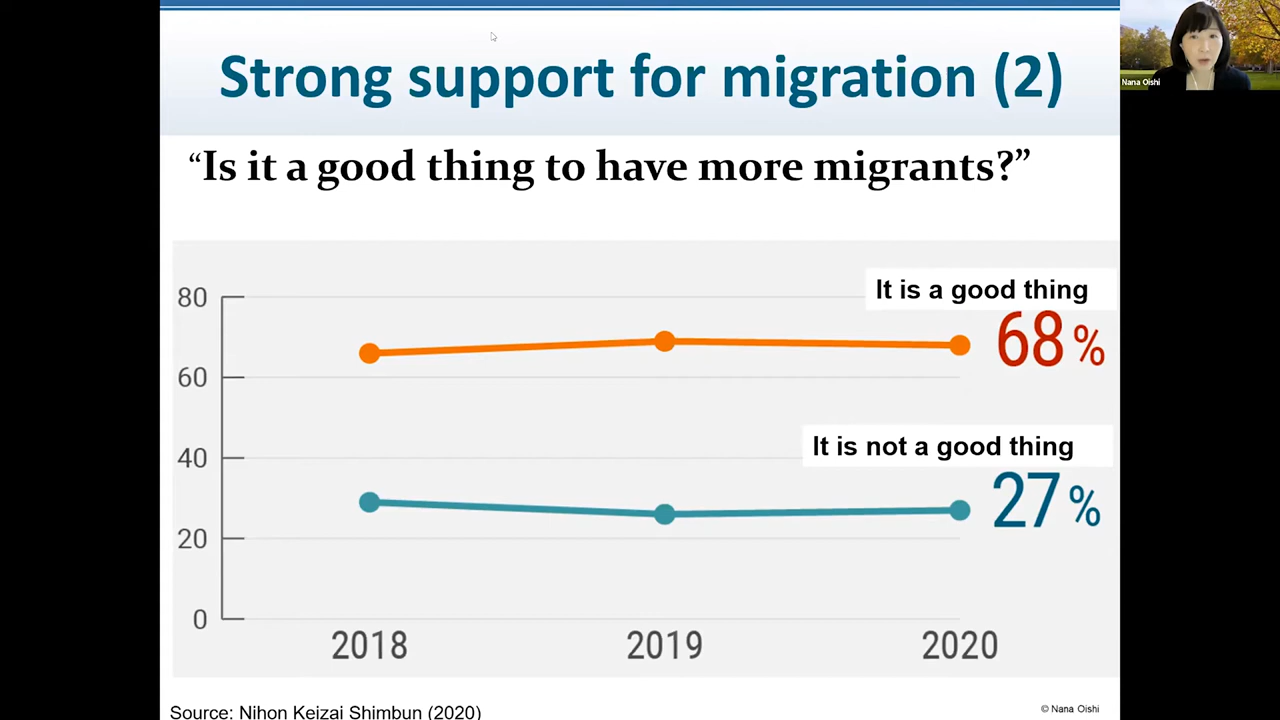 Strong support for migration (2)
Nana Oishi
“Is it a good thing to have more migrants?”
It is a good thing
68 %
80
60
It is not a good thing
27 %
40
20
0
2018 2019 2020
Source: Nihon Keizai Shimbun (2020)
© Nana Oishi